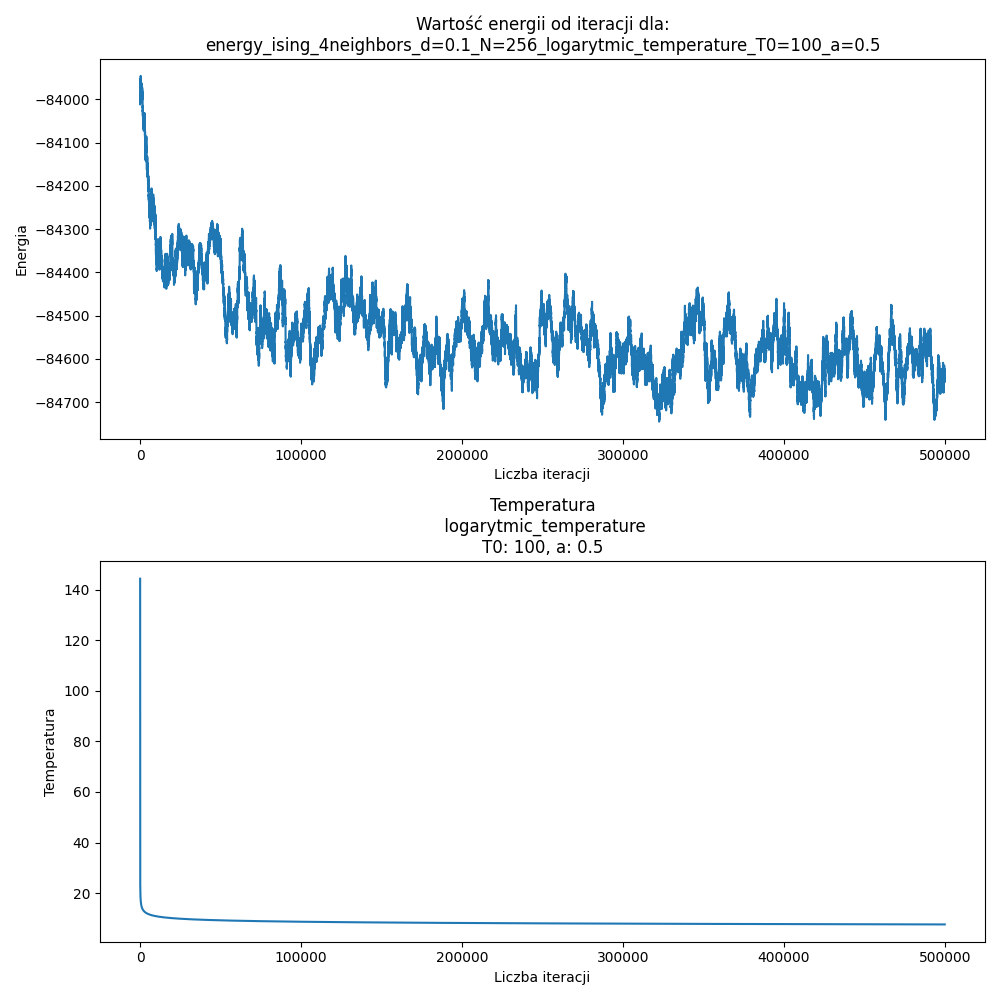 Wartość energii od iteracji dla:
energy_ising_4neighbors_d=0.1_N=256_logarytmic_temperature_T0=100_a=0.5
−84000
−84100
−84200
−84300
−84400
−84500
−84600
−84700
Energia
0 100000 200000 300000 400000 500000
Liczba iteracji
Temperatura
logarytmic_temperature
T0: 100, a: 0.5
140
120
100
80
60
40
20
Temperatura
0 100000 200000 300000 400000 500000
Liczba iteracji